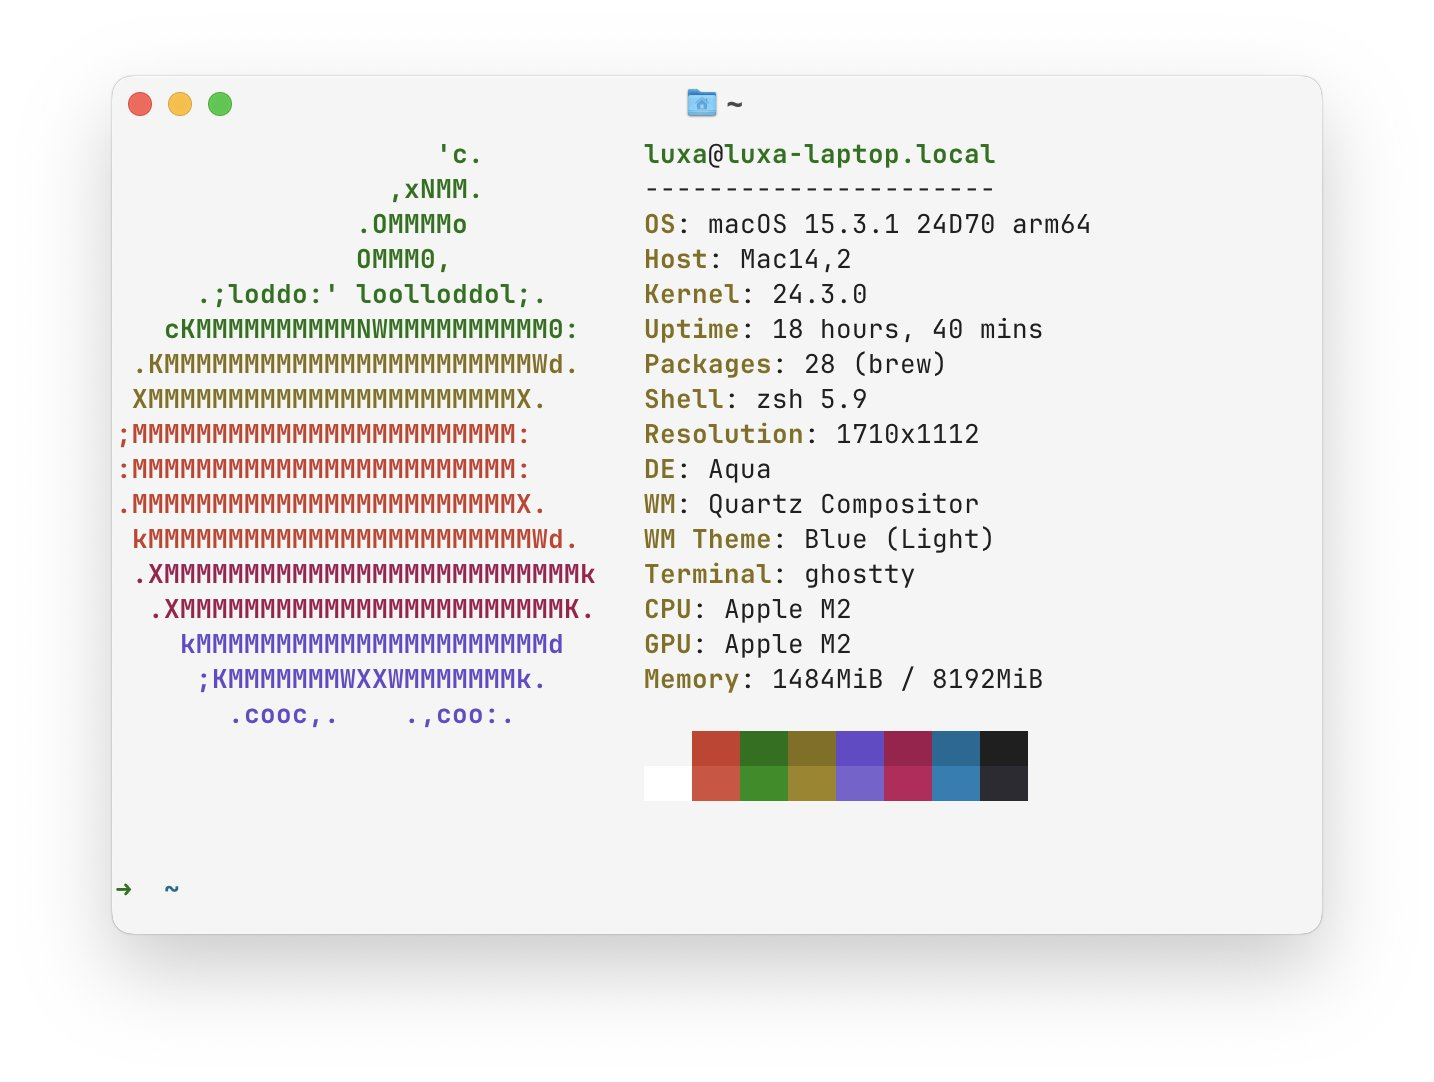 ~
'c.
,xNMM.
.OMMMMo
OMMM0,
.;loddo:' loolloddol;.
cKMMMMMMMMMMNWMMMMMMMMMM0:
.KMMMMMMMMMMMMMMMMMMMMMMMWd.
XMMMMMMMMMMMMMMMMMMMMMMMX.
;MMMMMMMMMMMMMMMMMMMMMMMM:
:MMMMMMMMMMMMMMMMMMMMMMMM:
.MMMMMMMMMMMMMMMMMMMMMMMMX.
kMMMMMMMMMMMMMMMMMMMMMMMMWd.
.XMMMMMMMMMMMMMMMMMMMMMMMMMMk
.XMMMMMMMMMMMMMMMMMMMMMMMMK.
kMMMMMMMMMMMMMMMMMMMMMMd
;KMMMMMMMWXXWMMMMMMMk.
.cooc,.    .,coo:.
luxa@luxa-laptop.local
----------------------
OS: macOS 15.3.1 24D70 arm64
Host: Mac14,2
Kernel: 24.3.0
Uptime: 18 hours, 40 mins
Packages: 28 (brew)
Shell: zsh 5.9
Resolution: 1710x1112
DE: Aqua
WM: Quartz Compositor
WM Theme: Blue (Light)
Terminal: ghostty
CPU: Apple M2
GPU: Apple M2
Memory: 1484MiB / 8192MiB
➜  ~